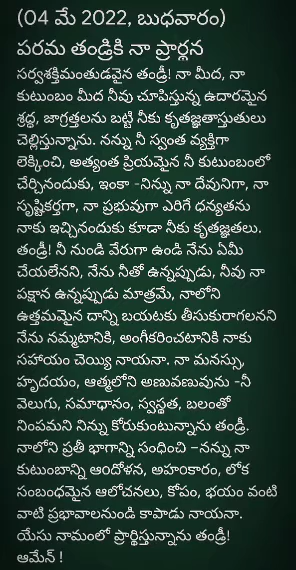 (04 మే 2022, బుధవారం)
పరమ తండ్రికి నా ప్రార్థన
సర్వశక్తిమంతుడవైన తండ్రీ! నా మీద, నా
కుటుంబం మీద నీవు చూపిస్తున్న ఉదారమైన
శ్రద్ధ, జాగ్రత్తలను బట్టి నీకు కృతజ్ఞతాస్తుతులు
చెల్లిస్తున్నాను. నన్ను నీ స్వంత వ్యక్తిగా
లెక్కించి, అత్యంత ప్రియమైన నీ కుటుంబంలో
చేర్చినందుకు, ఇంకా -నిన్ను నా దేవునిగా, నా
సృష్టికర్తగా, నా ప్రభువుగా ఎరిగే ధన్యతను
నాకు ఇచ్చినందుకు కూడా నీకు కృతజ్ఞతలు.
తండ్రీ! నీ నుండి వేరుగా ఉండి నేను ఏమీ
చేయలేనని, నేను నీతో ఉన్నప్పుడు, నీవు నా
పక్షాన ఉన్నప్పుడు మాత్రమే, నాలోని
ఉత్తమమైన దాన్ని బయటకు తీసుకురాగలనని
నేను నమ్మటానికి, అంగీకరించటానికి నాకు
సహాయం చెయ్యి నాయనా. నా మనస్సు,
హృదయం, ఆత్మలోని అణువణువును -నీ
వెలుగు, సమాధానం, స్వస్థత, బలంతో
నింపమని నిన్ను కోరుకుంటున్నాను తండ్రీ.
నాలోని ప్రతీ భాగాన్ని సంధించి –నన్ను నా
కుటుంబాన్ని ఆందోళన, అహంకారం, లోక
సంబంధమైన ఆలోచనలు, కోపం, భయం వంటి
వాటి ప్రభావాలనుండి కాపాడు నాయనా.
యేసు నామంలో ప్రార్థిస్తున్నాను తండ్రీ!
ఆమేన్ !